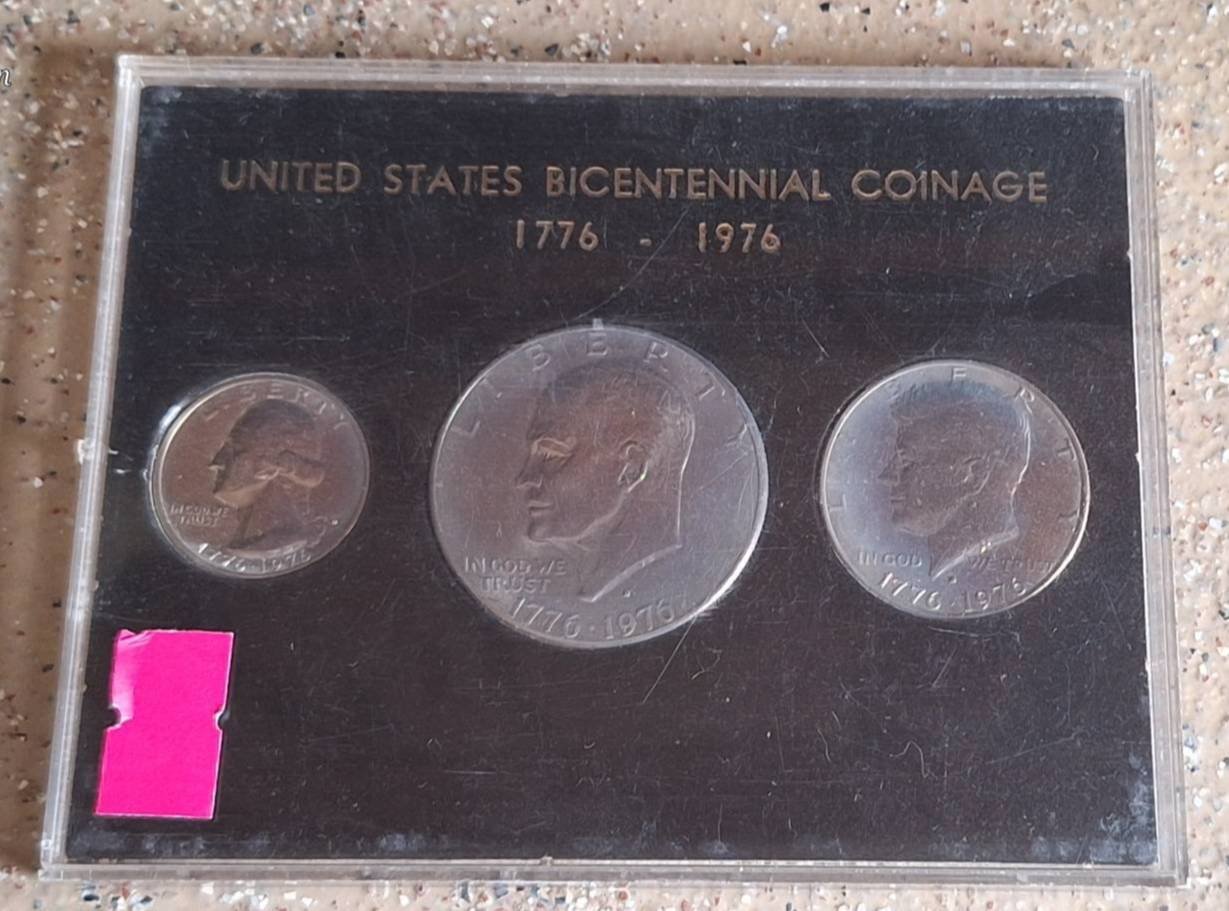 n
UNITED STATES BICENTENNIAL COINAGE
1776 - 1976
LIBERTY
IN GOD WE
TRUST
1776·1976
LIBERTY
IN GOD WE
TRUST
1776·1976
LIBERTY
IN GOD WE TRUST
1776·1976